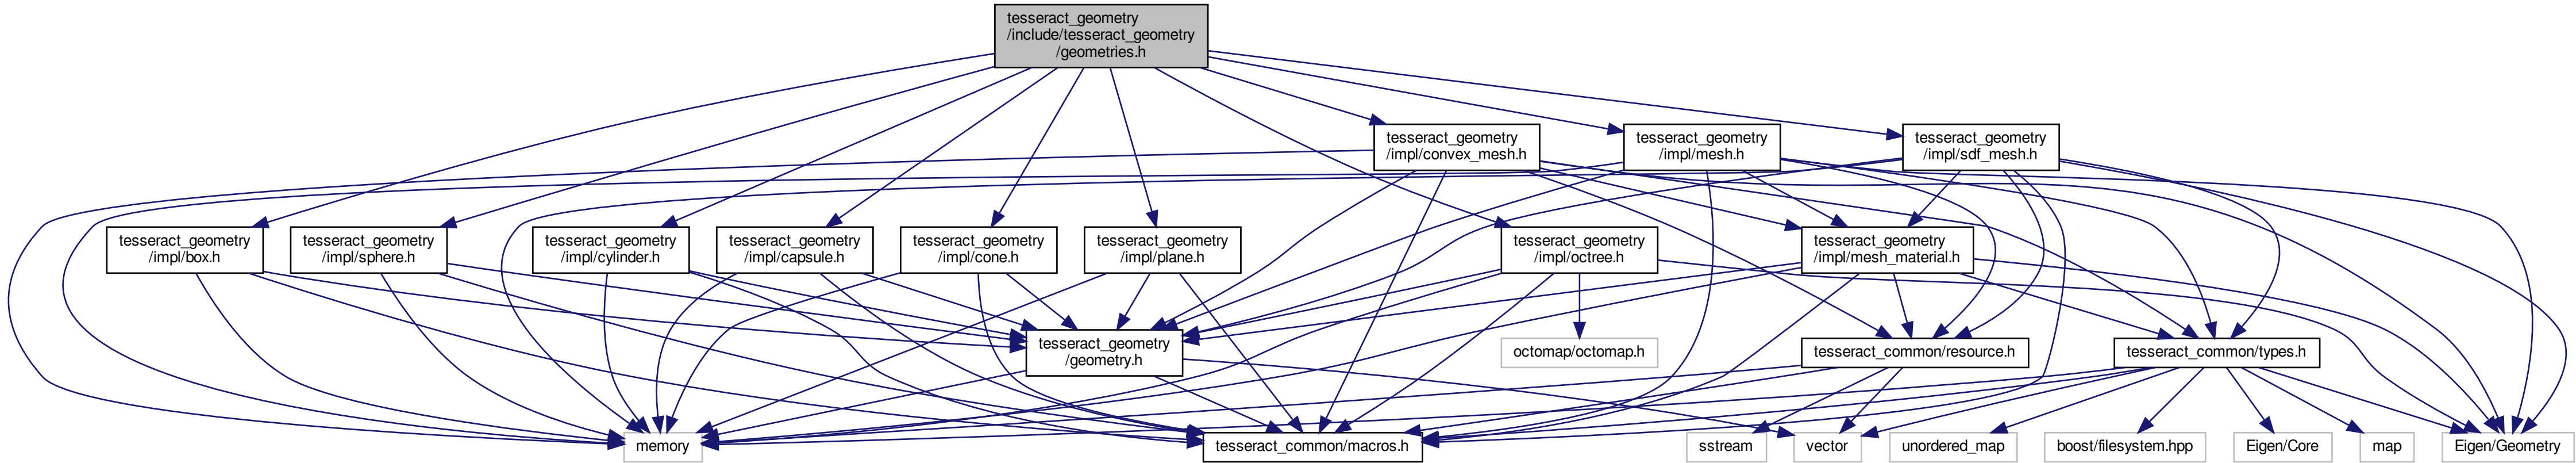 tesseract_geometry
/include/tesseract_geometry
/geometries.h
tesseract_geometry
/impl/convex_mesh.h
tesseract_geometry
/impl/mesh.h
tesseract_geometry
/impl/sdf_mesh.h
tesseract_geometry
/impl/box.h
tesseract_geometry
/impl/sphere.h
tesseract_geometry
/impl/cylinder.h
tesseract_geometry
/impl/capsule.h
tesseract_geometry
/impl/cone.h
tesseract_geometry
/impl/plane.h
tesseract_geometry
/impl/octree.h
tesseract_geometry
/impl/mesh_material.h
tesseract_geometry
/geometry.h
octomap/octomap.h
tesseract_common/resource.h
tesseract_common/types.h
memory
tesseract_common/macros.h
sstream
vector
unordered_map
boost/filesystem.hpp
Eigen/Core
map
Eigen/Geometry